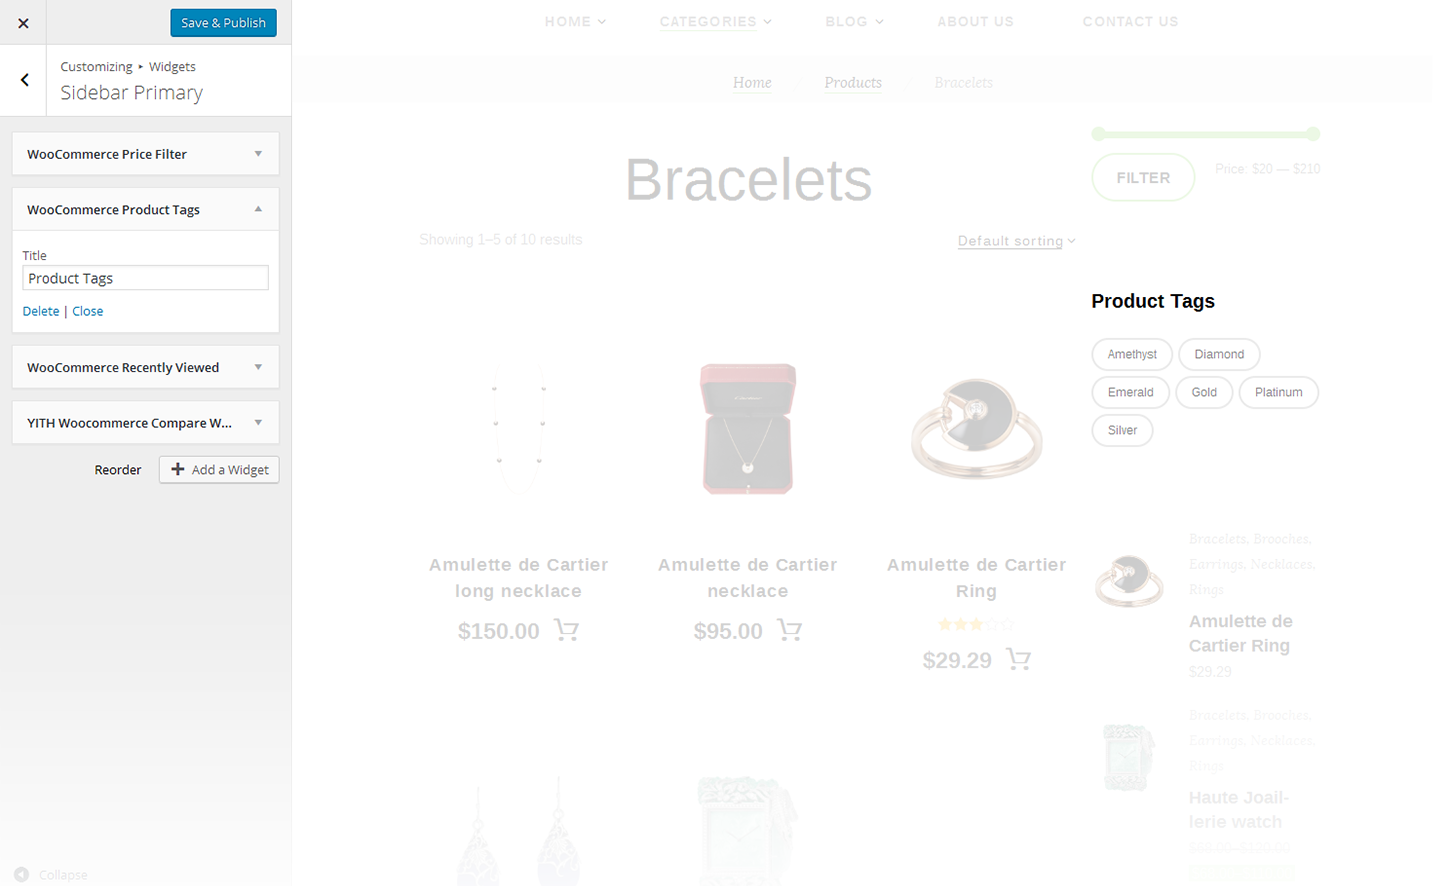 Save & Publish
Customizing ▸ Widgets
Sidebar Primary
WooCommerce Price Filter
WooCommerce Product Tags
Title
Product Tags
Delete | Close
WooCommerce Recently Viewed
YITH Woocommerce Compare W...
Reorder
Add a Widget
Collapse
HOME
CATEGORIES
BLOG
ABOUT US
CONTACT US
Home
Products
Bracelets
Bracelets
Showing 1–5 of 10 results
Default sorting
Amulette de Cartier
long necklace
$150.00
Amulette de Cartier
necklace
$95.00
Amulette de Cartier
Ring
$29.29
FILTER
Price: $20 — $210
Product Tags
Amethyst
Diamond
Emerald
Gold
Platinum
Silver
Bracelets, Brooches,
Earrings, Necklaces,
Rings
Amulette de
Cartier Ring
$29.29
Bracelets, Brooches,
Earrings, Necklaces,
Rings
Haute Joail-
lerie watch